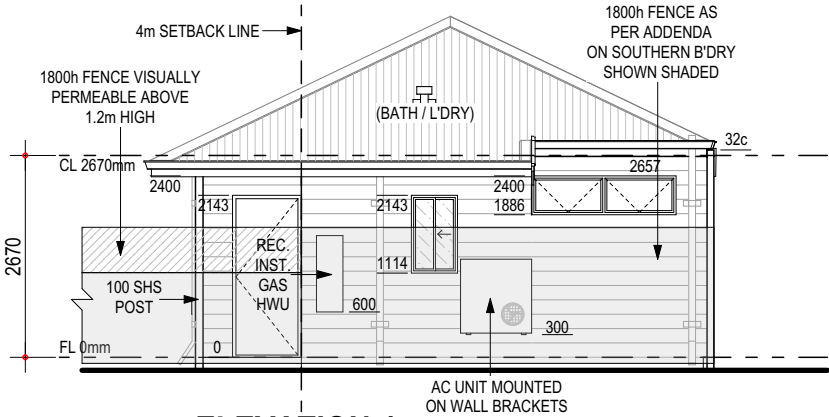 4m SETBACK LINE
1800h FENCE AS
PER ADDENDA
ON SOUTHERN B'DRY
SHOWN SHADED
1800h FENCE VISUALLY
PERMEABLE ABOVE
1.2m HIGH
(BATH / L'DRY)
32c
CL 2670mm
2657
2400
2400
2143
2143
1886
2670
REC.
INST.
GAS
HWU
1114
100 SHS
POST
600
300
FL 0mm
0
AC UNIT MOUNTED
ON WALL BRACKETS